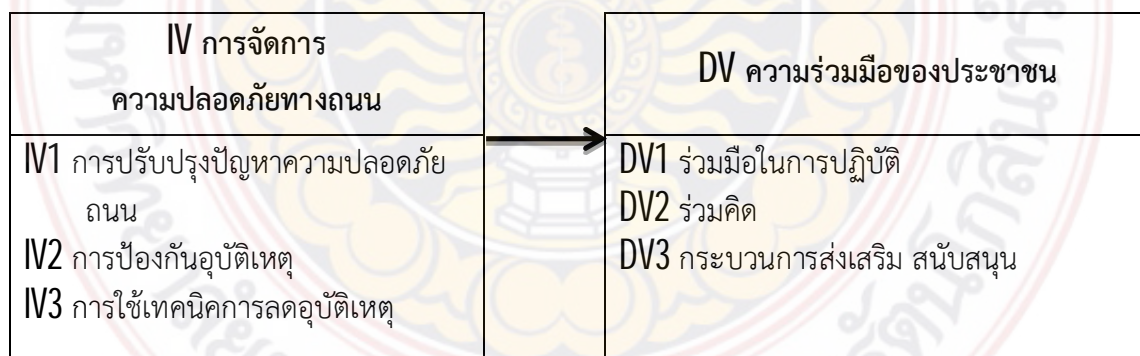 IV การจัดการ
ความปลอดภัยทางถนน
IV1 การปรับปรุงปัญหาความปลอดภัย
ถนน
IV2 การป้องกันอุบัติเหตุ
IV3 การใช้เทคนิคการลดอุบัติเหตุ
DV ความร่วมมือของประชาชน
DV1 ร่วมมือในการปฏิบัติ
DV2 ร่วมคิด
DV3 กระบวนการส่งเสริม สนับสนุน